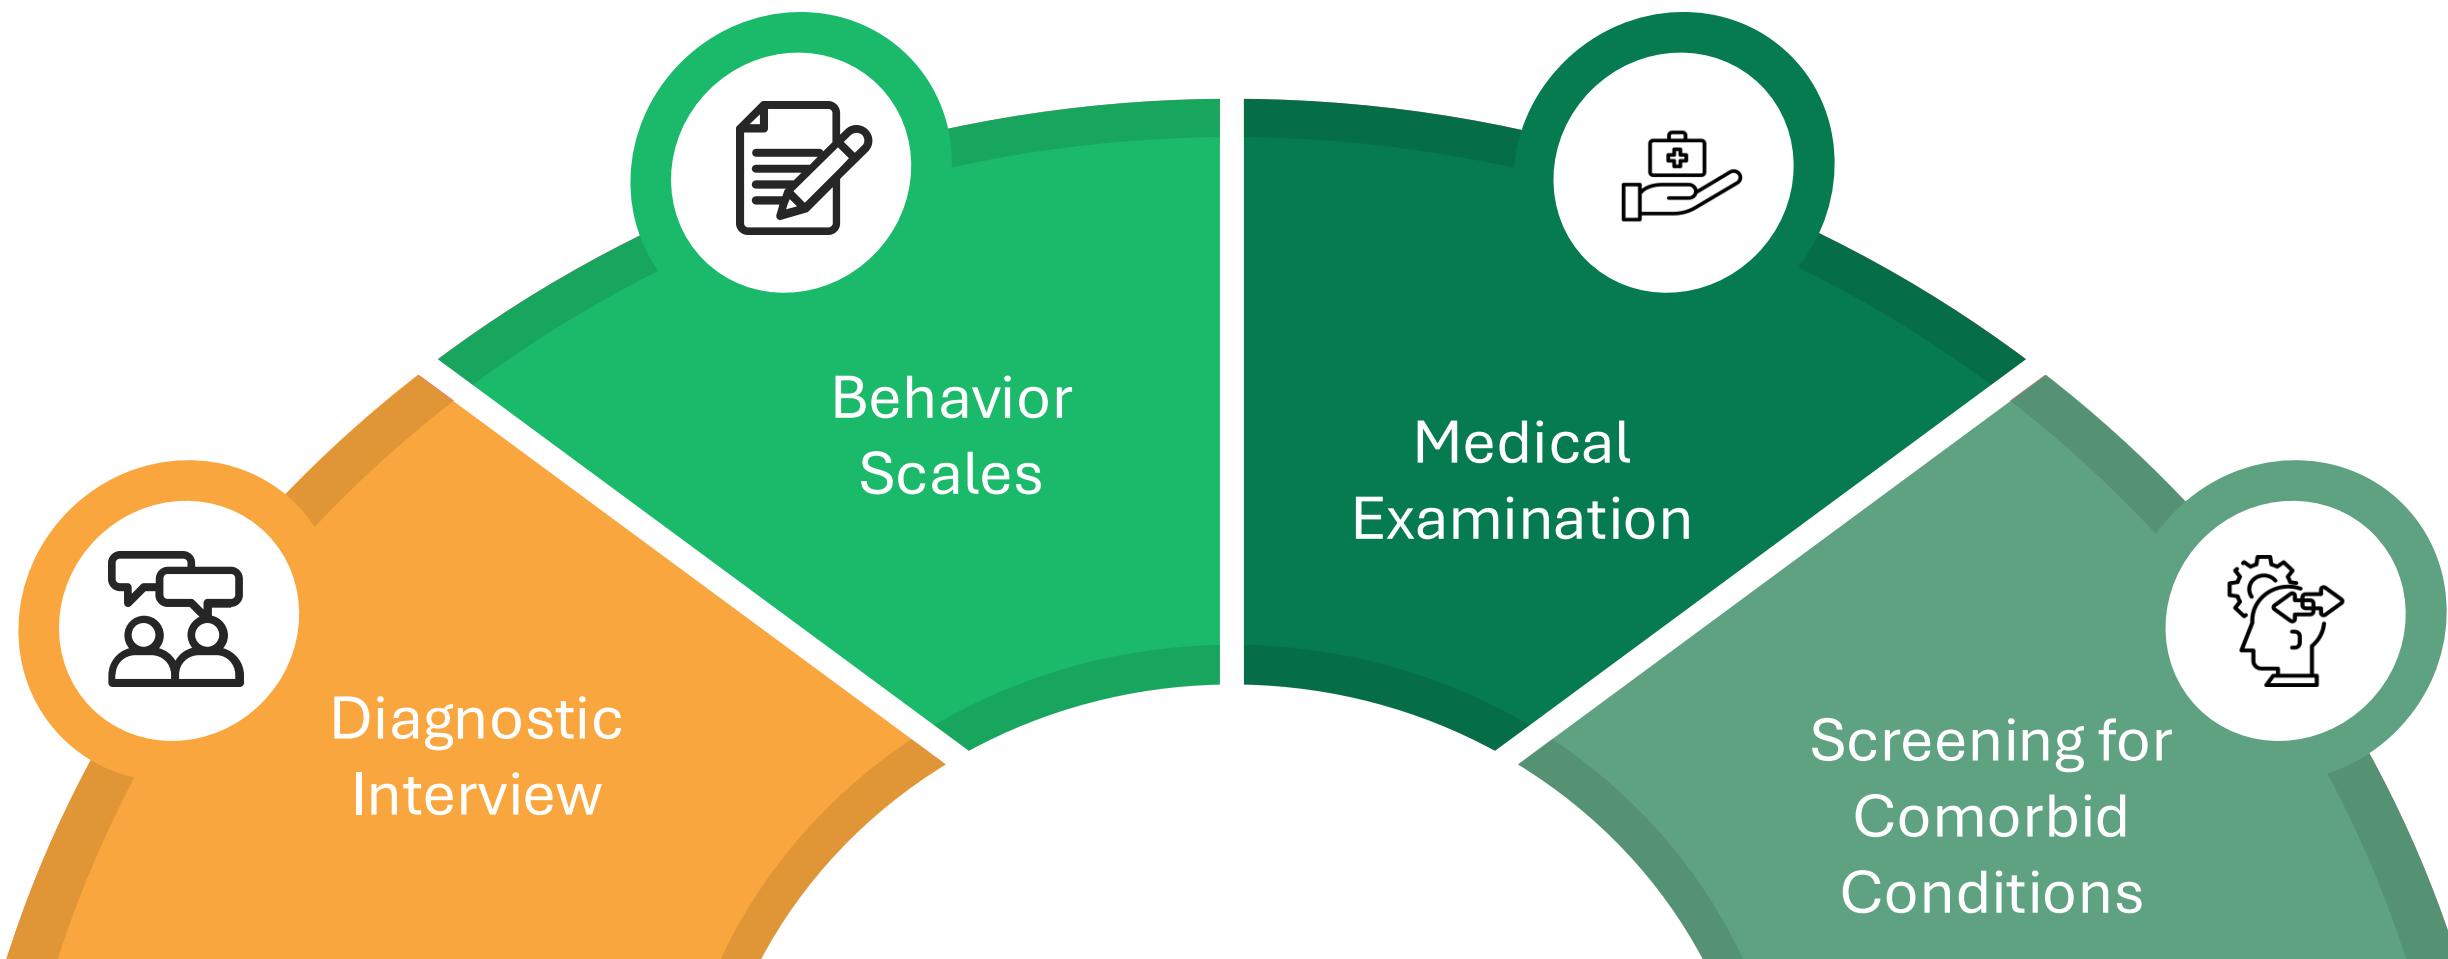 Diagnostic
Interview
Behavior
Scales
Medical
Examination
Screening for
Comorbid
Conditions